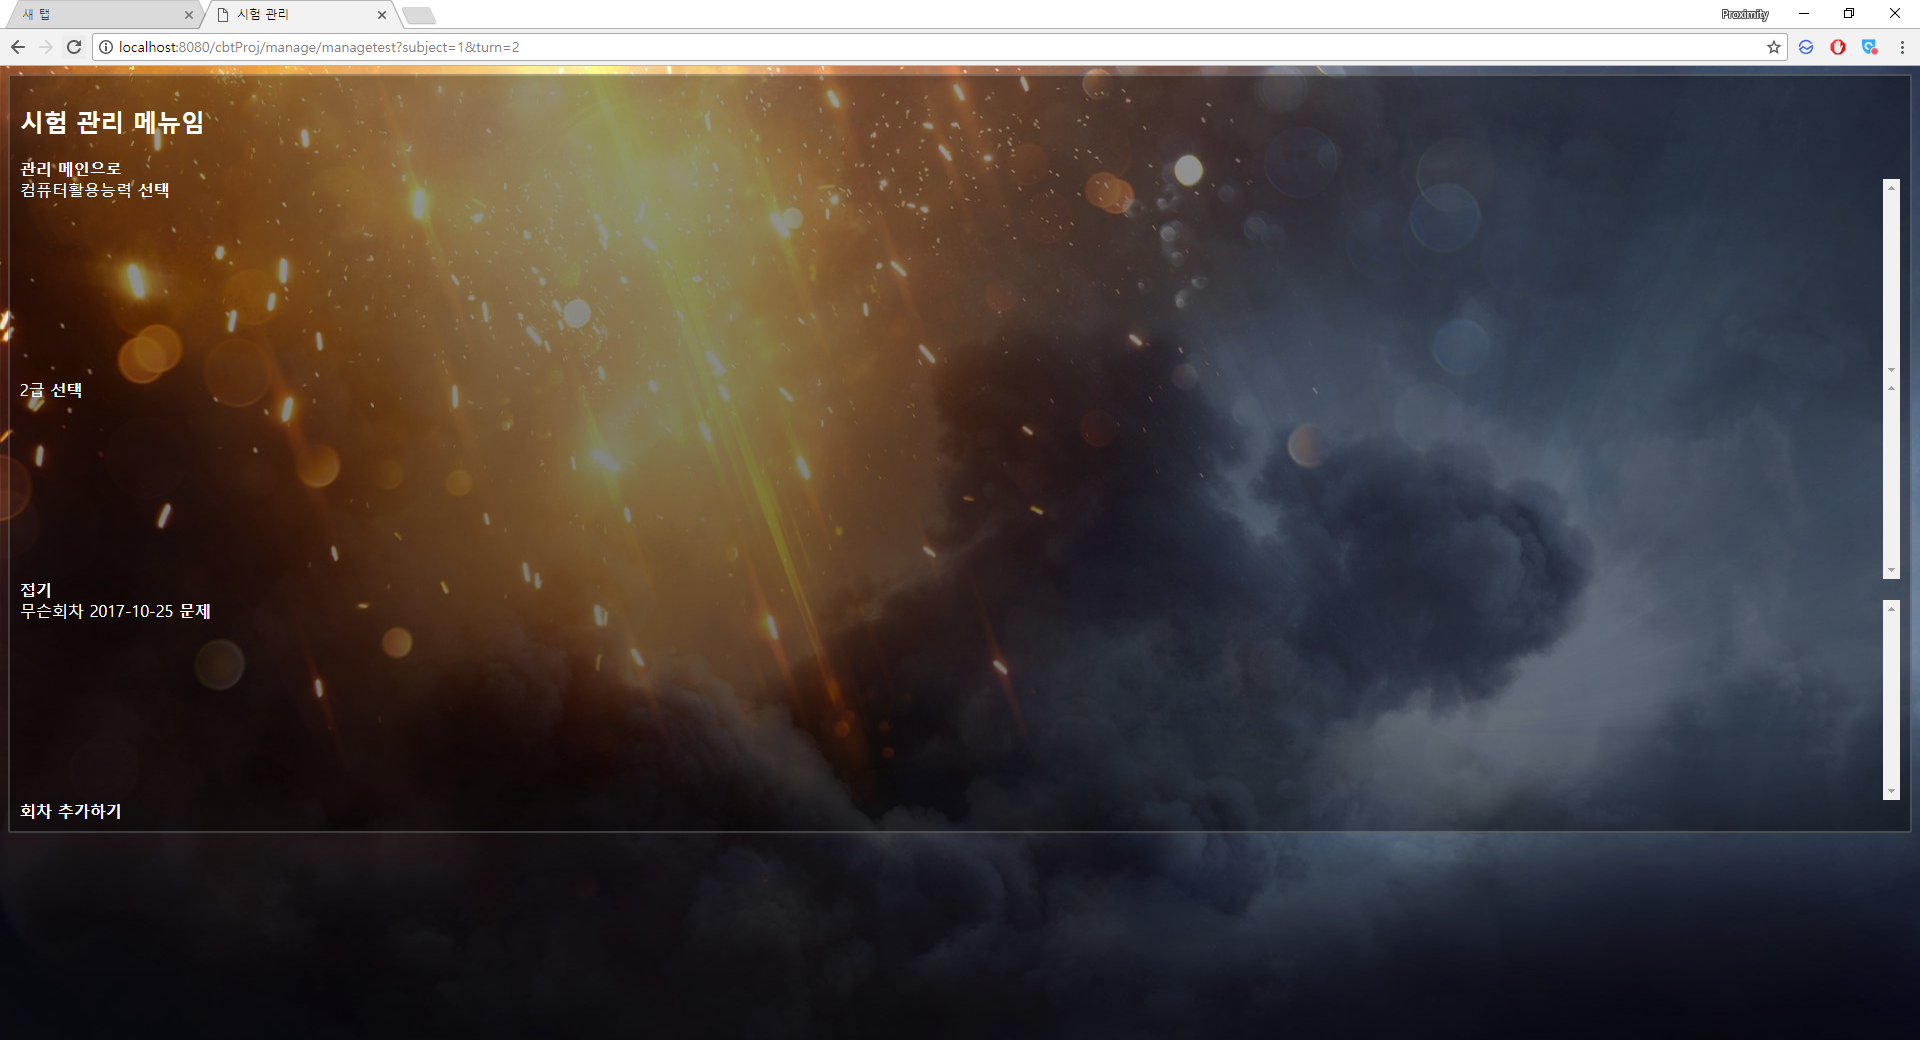 새 탭
시험 관리
Proximity
localhost:8080/cbtProj/manage/managetest?subject=1&turn=2
시험 관리 메뉴임
관리 메인으로
컴퓨터활용능력 선택
2급 선택
접기
무슨회차 2017-10-25 문제
회차 추가하기